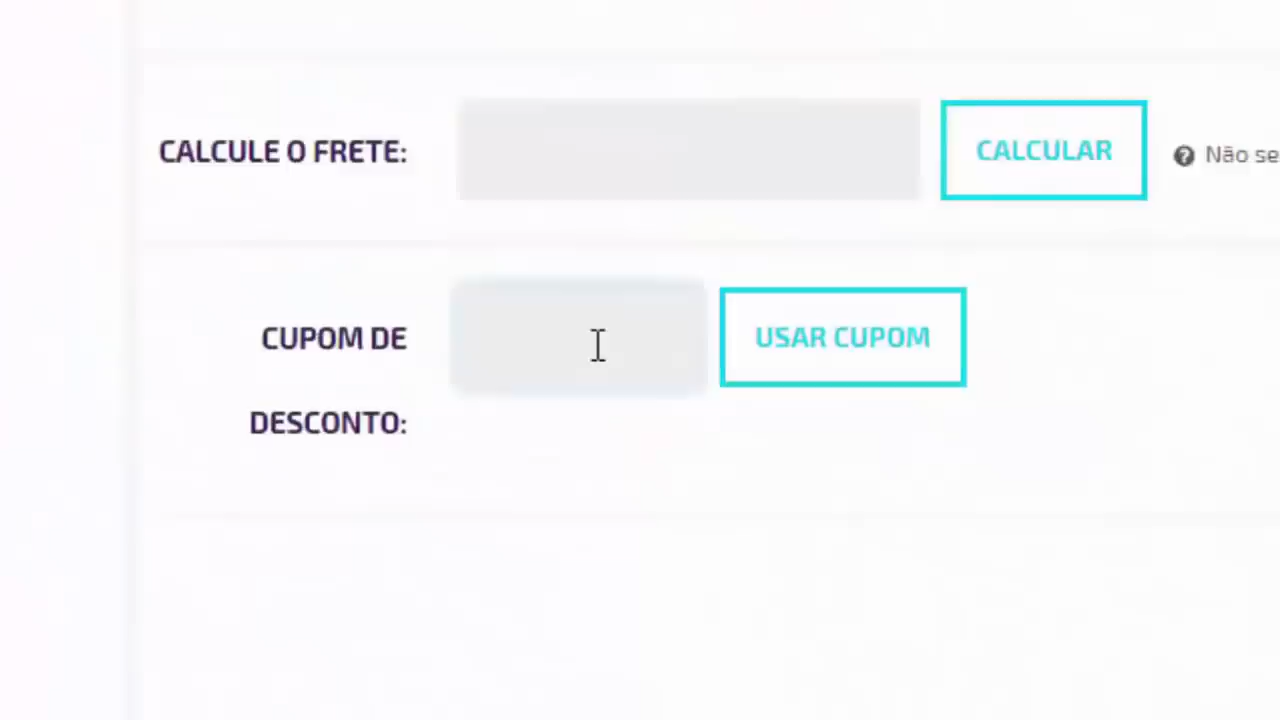 CALCULE O FRETE:
CALCULAR
Não se
CUPOM DE
DESCONTO:
USAR CUPOM